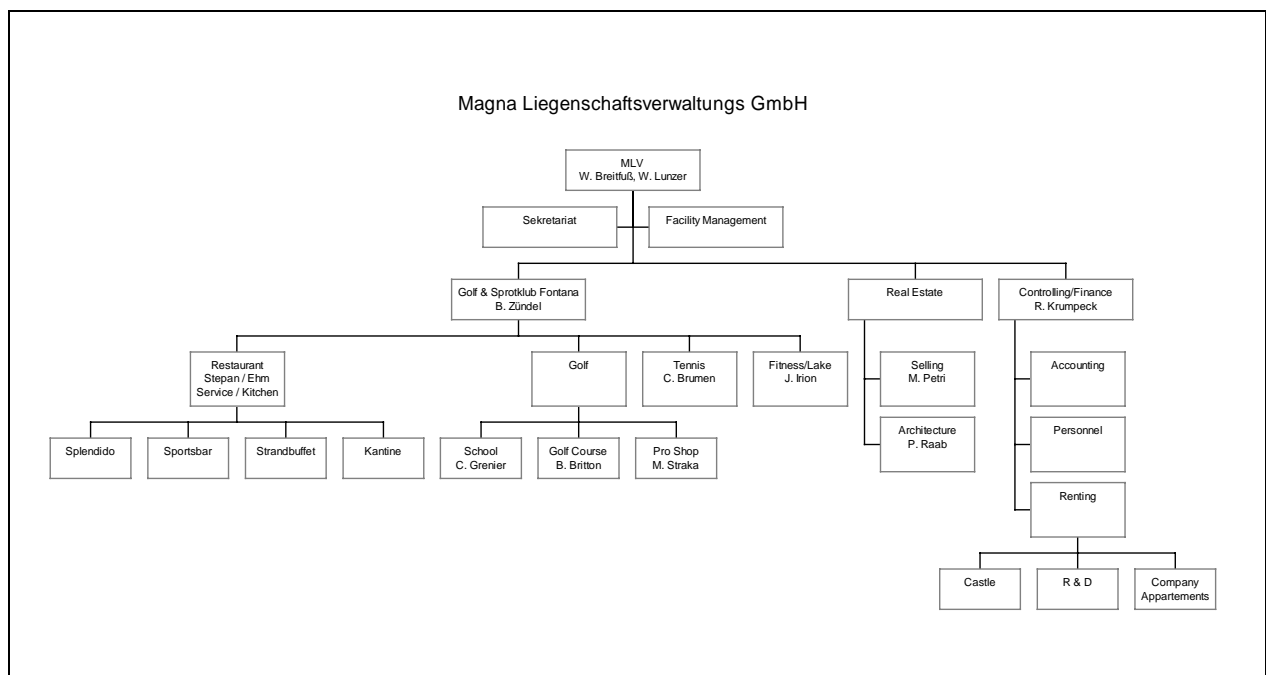 Magna Liegenschaftsverwaltungs GmbH
MLV
W. Breitfuß, W. Lunzer
Sekretariat
Facility Management
Golf & Sprotklub Fontana
B. Zündel
Real Estate
Controlling/Finance
R. Krumpeck
Restaurant
Stepan / Ehm
Service / Kitchen
Golf
Tennis
C. Brumen
Fitness/Lake
J. Irion
Selling
M. Petri
Accounting
Splendido
Sportsbar
Strandbuffet
Kantine
School
C. Grenier
Golf Course
B. Britton
Pro Shop
M. Straka
Architecture
P. Raab
Personnel
Renting
Castle
R & D
Company
Appartements